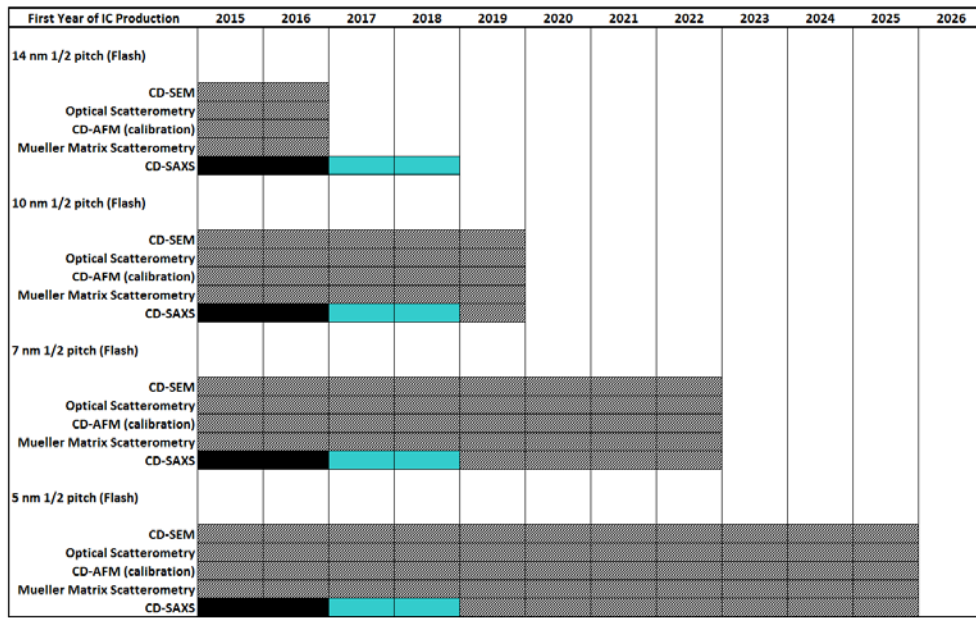 First Year of IC Production 2015 2016 2017 2018 2019 2020 2021 2022 2023 2024 2025 2026
14 nm 1/2 pitch (Flash)
CD-SEM
Optical Scatterometry
CD-AFM (calibration)
Mueller Matrix Scatterometry
CD-SAXS
10 nm 1/2 pitch (Flash)
CD-SEM
Optical Scatterometry
CD-AFM (calibration)
Mueller Matrix Scatterometry
CD-SAXS
7 nm 1/2 pitch (Flash)
CD-SEM
Optical Scatterometry
CD-AFM (calibration)
Mueller Matrix Scatterometry
CD-SAXS
5 nm 1/2 pitch (Flash)
CD-SEM
Optical Scatterometry
CD-AFM (calibration)
Mueller Matrix Scatterometry
CD-SAXS